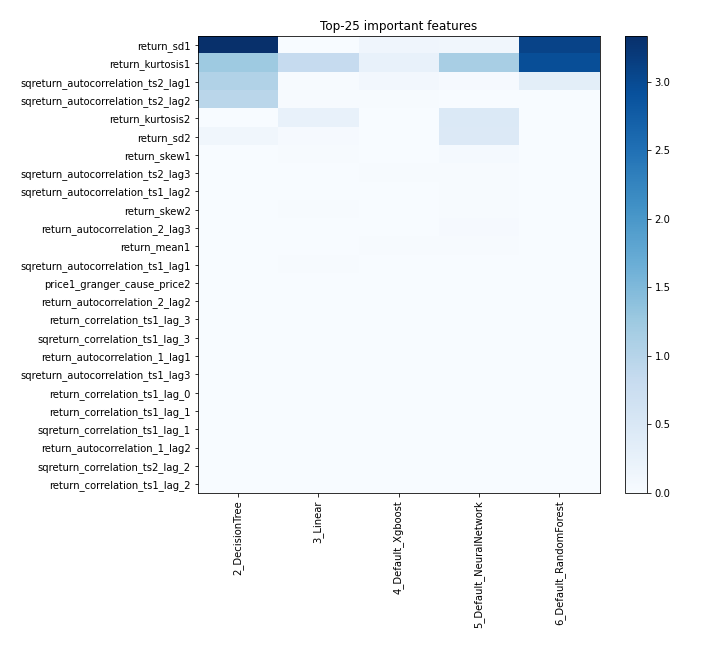 Top-25 important features
return_sd1
return_kurtosis1
sqreturn_autocorrelation_ts2_lag1
sqreturn_autocorrelation_ts2_lag2
return_kurtosis2
return_sd2
return_skew1
sqreturn_autocorrelation_ts2_lag3
sqreturn_autocorrelation_ts1_lag2
return_skew2
return_autocorrelation_2_lag3
return_mean1
sqreturn_autocorrelation_ts1_lag1
price1_granger_cause_price2
return_autocorrelation_2_lag2
return_correlation_ts1_lag_3
sqreturn_correlation_ts1_lag_3
return_autocorrelation_1_lag1
sqreturn_autocorrelation_ts1_lag3
return_correlation_ts1_lag_0
return_correlation_ts1_lag_1
sqreturn_correlation_ts1_lag_1
return_autocorrelation_1_lag2
sqreturn_correlation_ts2_lag_2
return_correlation_ts1_lag_2
2_DecisionTree
3_Linear
4_Default_Xgboost
5_Default_NeuralNetwork
6_Default_RandomForest
3.0
2.5
2.0
1.5
1.0
0.5
0.0